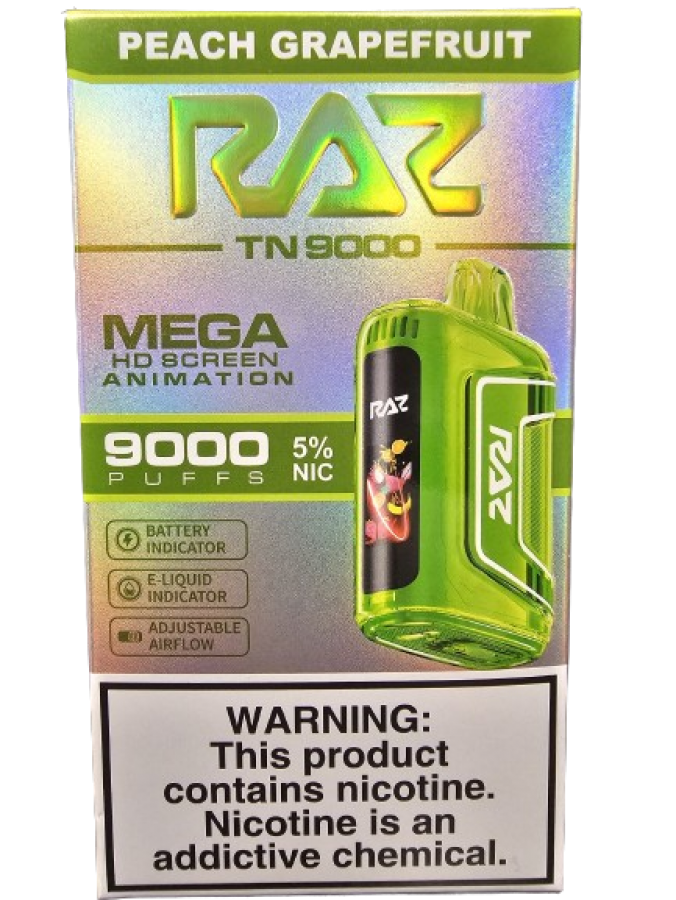 PEACH GRAPEFRUIT
RAZ
TN9000
MEGA
HD SCREEN
ANIMATION
9000
PUFFS
5%
NIC
BATTERY
INDICATOR
E-LIQUID
INDICATOR
ADJUSTABLE
AIRFLOW
RAZ
RAZ
WARNING:
This product
contains nicotine.
Nicotine is an
addictive chemical.